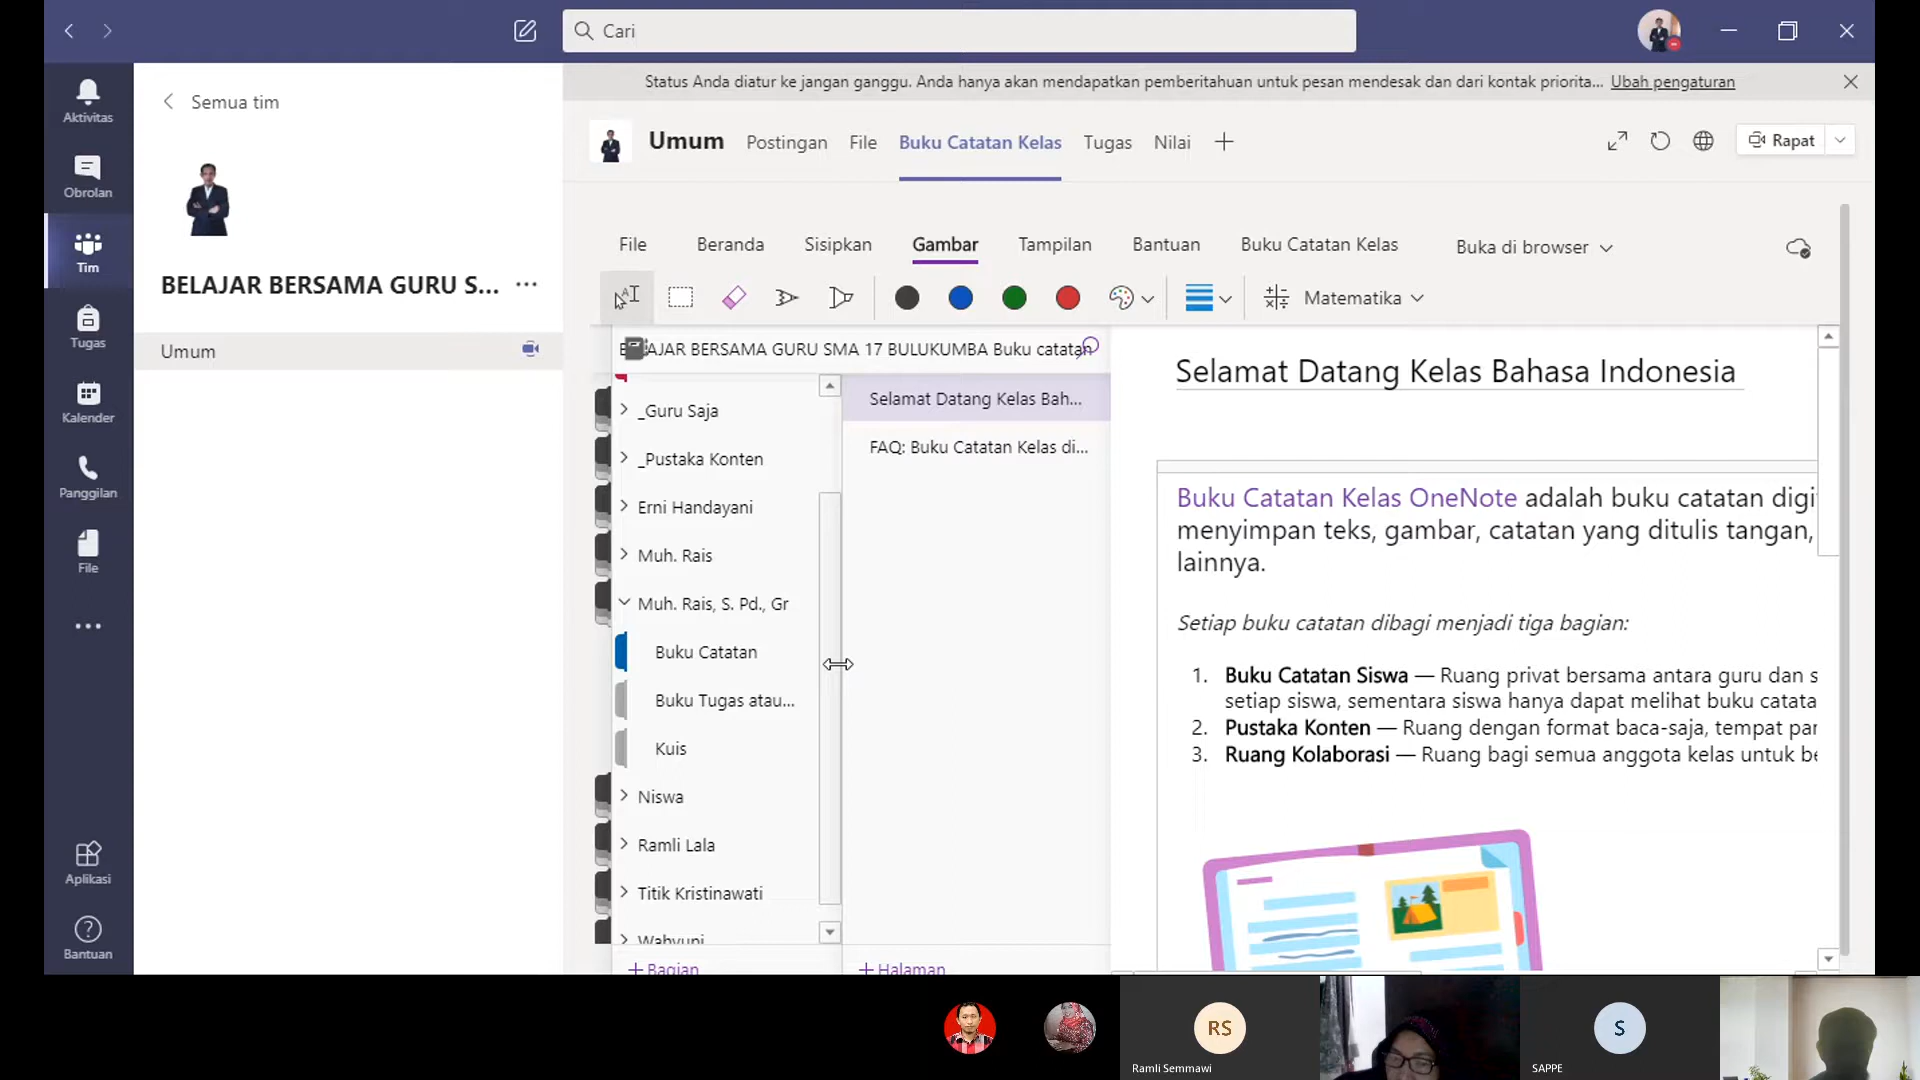 Cari
Status Anda diatur ke jangan ganggu. Anda hanya akan mendapatkan pemberitahuan untuk pesan mendesak dan dari kontak priorita... Ubah pengaturan
Aktivitas
Obrolan
Tim
Tugas
Kalender
Panggilan
File
Aplikasi
Bantuan
Semua tim
BELAJAR BERSAMA GURU S... ...
Umum
Umum Postingan File Buku Catatan Kelas Tugas Nilai
Rapat
File Beranda Sisipkan Gambar Tampilan Bantuan Buku Catatan Kelas Buka di browser
Matematika
BELAJAR BERSAMA GURU SMA 17 BULUKUMBA Buku catatan
_Guru Saja
_Pustaka Konten
Erni Handayani
Muh. Rais
Muh. Rais, S. Pd., Gr
Buku Catatan
Buku Tugas atau...
Kuis
Niswa
Ramli Lala
Titik Kristinawati
Wahyuni
+ Bagian
Selamat Datang Kelas Bah...
FAQ: Buku Catatan Kelas di...
+ Halaman
Selamat Datang Kelas Bahasa Indonesia
Buku Catatan Kelas OneNote adalah buku catatan digi
menyimpan teks, gambar, catatan yang ditulis tangan,
lainnya.
Setiap buku catatan dibagi menjadi tiga bagian:
1. Buku Catatan Siswa — Ruang privat bersama antara guru dan s
setiap siswa, sementara siswa hanya dapat melihat buku catata
2. Pustaka Konten — Ruang dengan format baca-saja, tempat par
3. Ruang Kolaborasi — Ruang bagi semua anggota kelas untuk be
RS
Ramli Semmawi
S
SAPPE